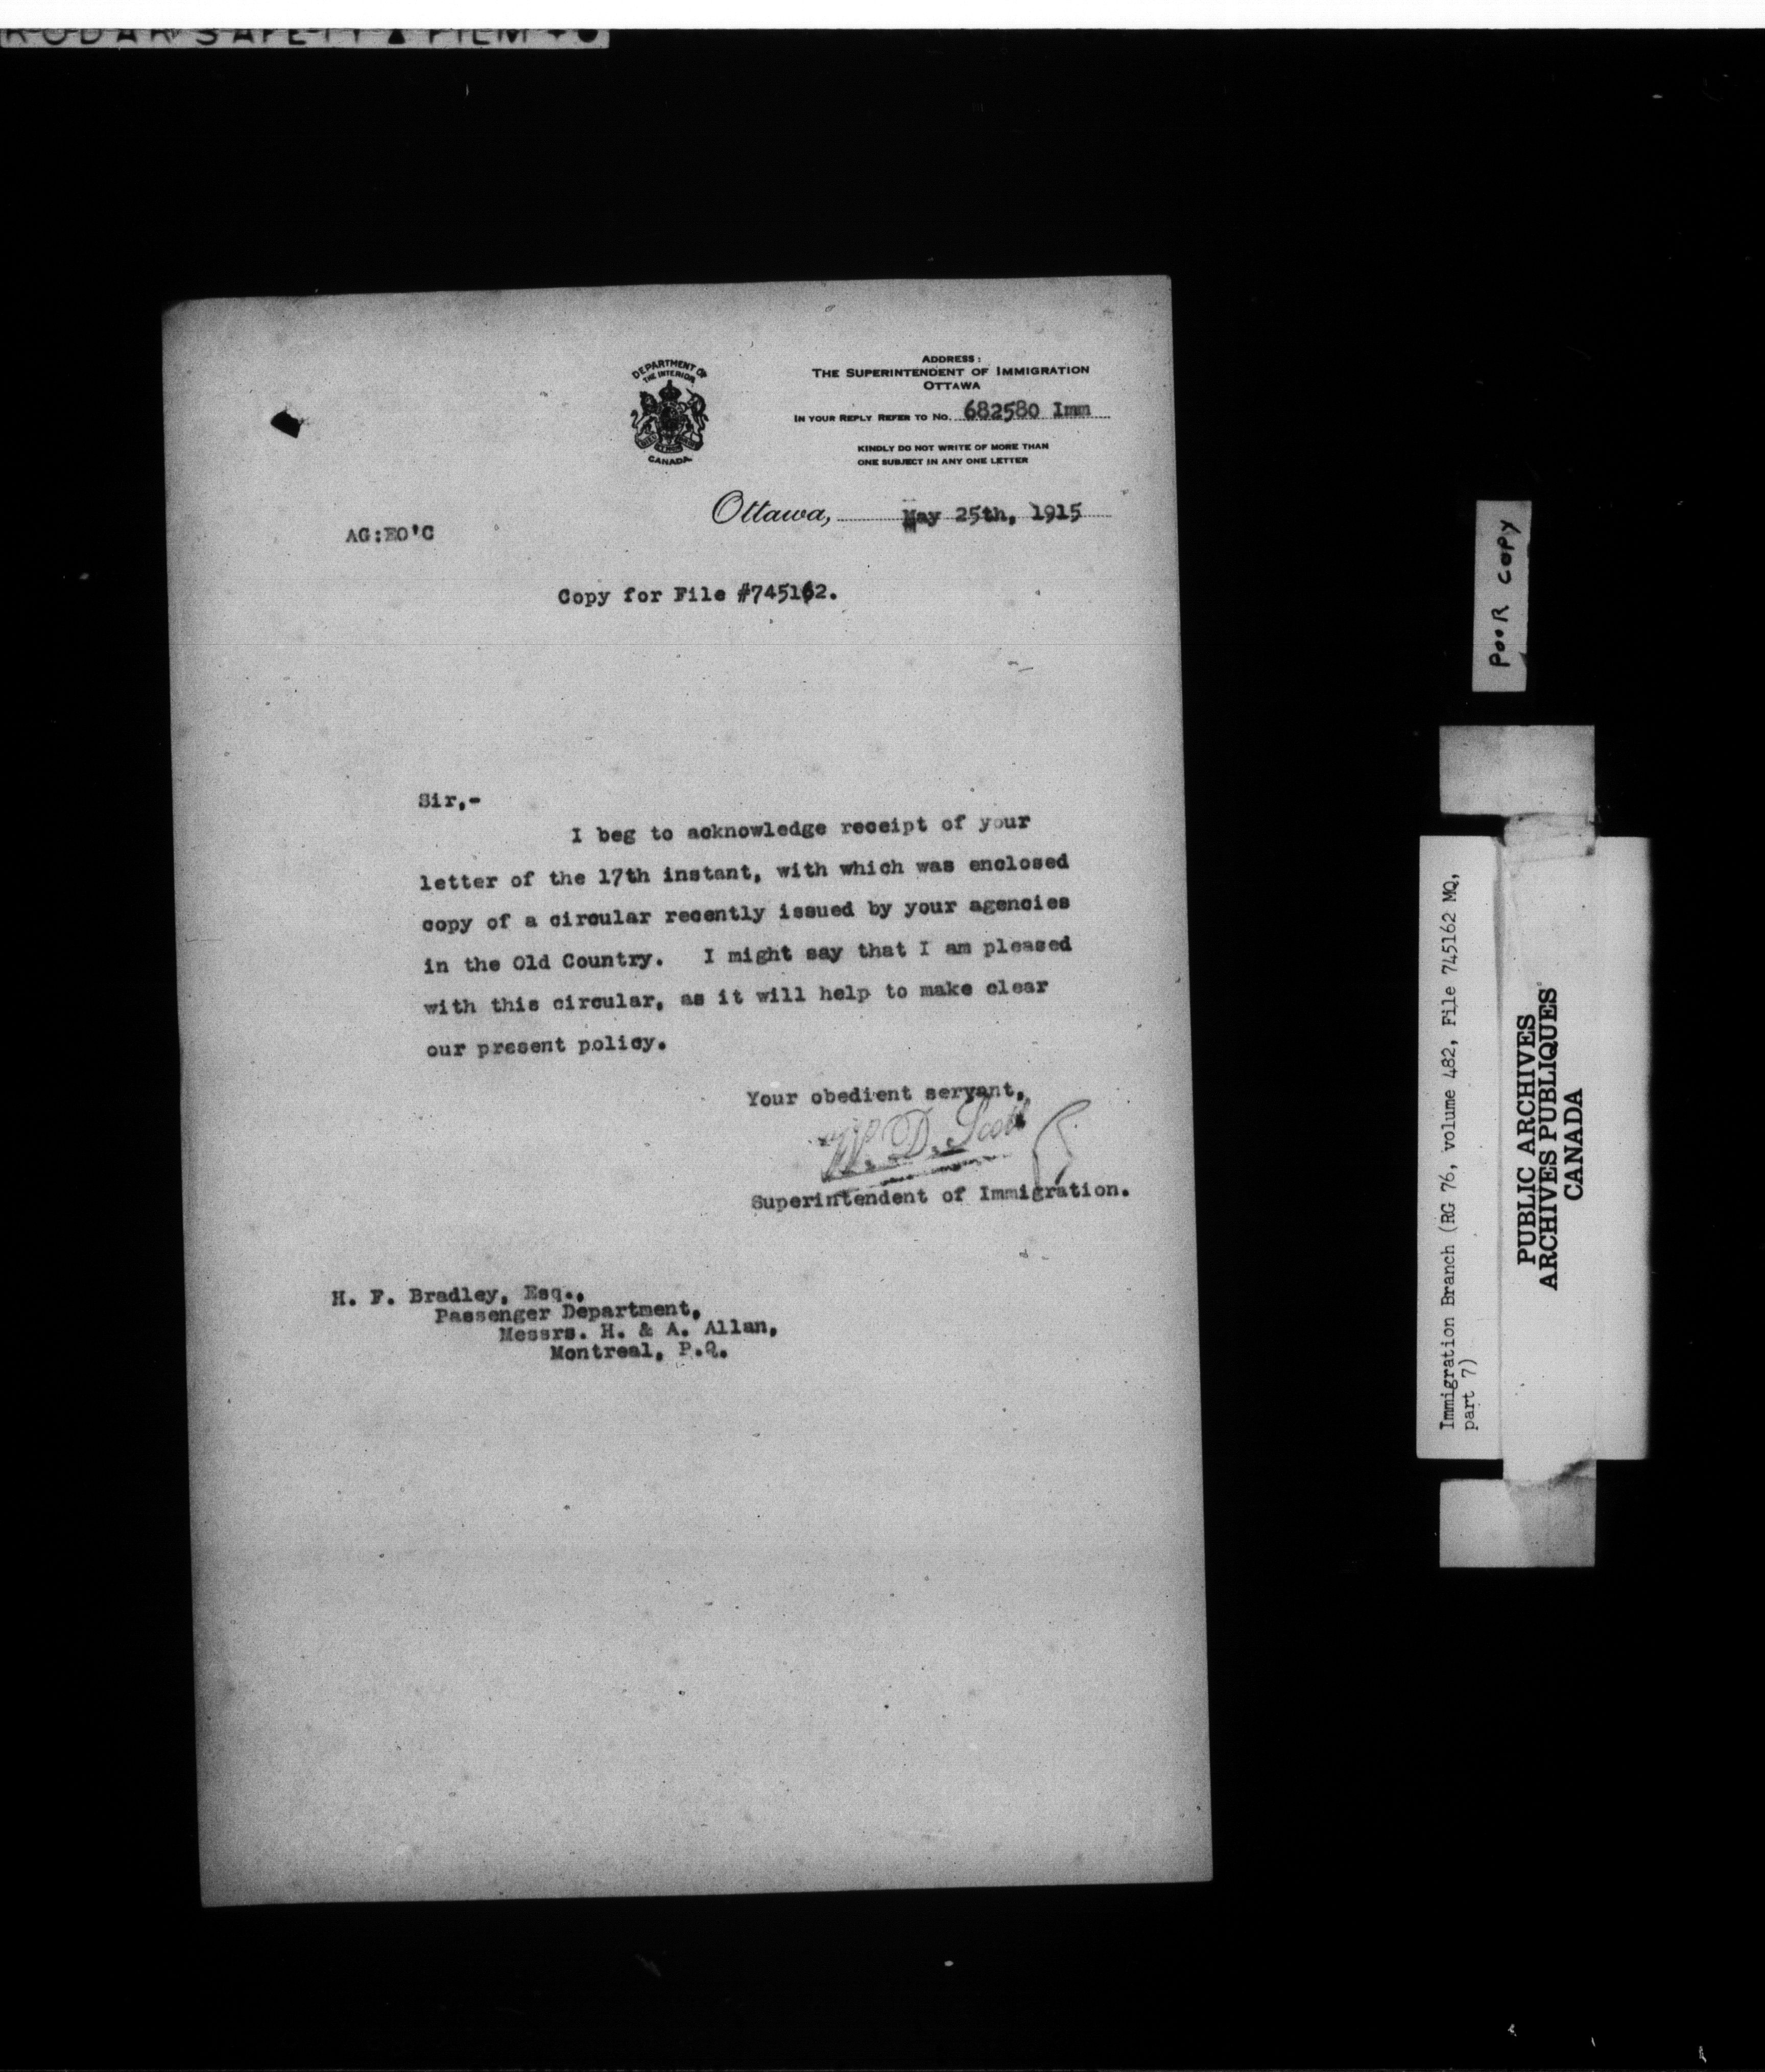 KODAK SAFETY FILM
DEPARTMENT OF
THE INTERIOR
CANADA
ADDRESS:
THE SUPERINTENDENT OF IMMIGRATION
OTTAWA
IN YOUR REPLY REFER TO NO. 682580 Imm
KINDLY DO NOT WRITE OF MORE THAN
ONE SUBJECT IN ANY ONE LETTER
Ottawa, May 25th, 1915
AG:EO'C
Copy for File #745162.
Sir,-
I beg to acknowledge receipt of your
letter of the 17th instant, with which was enclosed
copy of a circular recently issued by your agencies
in the Old Country. I might say that I am pleased
with this circular, as it will help to make clear
our present policy.
Your obedient servant,
W. D. Scott
Superintendent of Immigration.
H. F. Bradley, Esq.,
Passenger Department,
Messrs. H. & A. Allan,
Montreal, P.Q.
POOR COPY
Immigration Branch (RG 76, volume 482, File 745162 MQ,
part 7)
PUBLIC ARCHIVES
ARCHIVES PUBLIQUES
CANADA